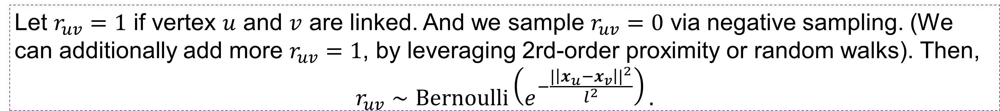 Let $r_{uv} = 1$ if vertex $u$ and $v$ are linked. And we sample $r_{uv} = 0$ via negative sampling. (We
can additionally add more $r_{uv} = 1$, by leveraging 2rd-order proximity or random walks). Then,
$r_{uv} \sim \text{Bernoulli}\left(e^{-\frac{||\boldsymbol{x}_u - \boldsymbol{x}_v||^2}{l^2}}\right).$